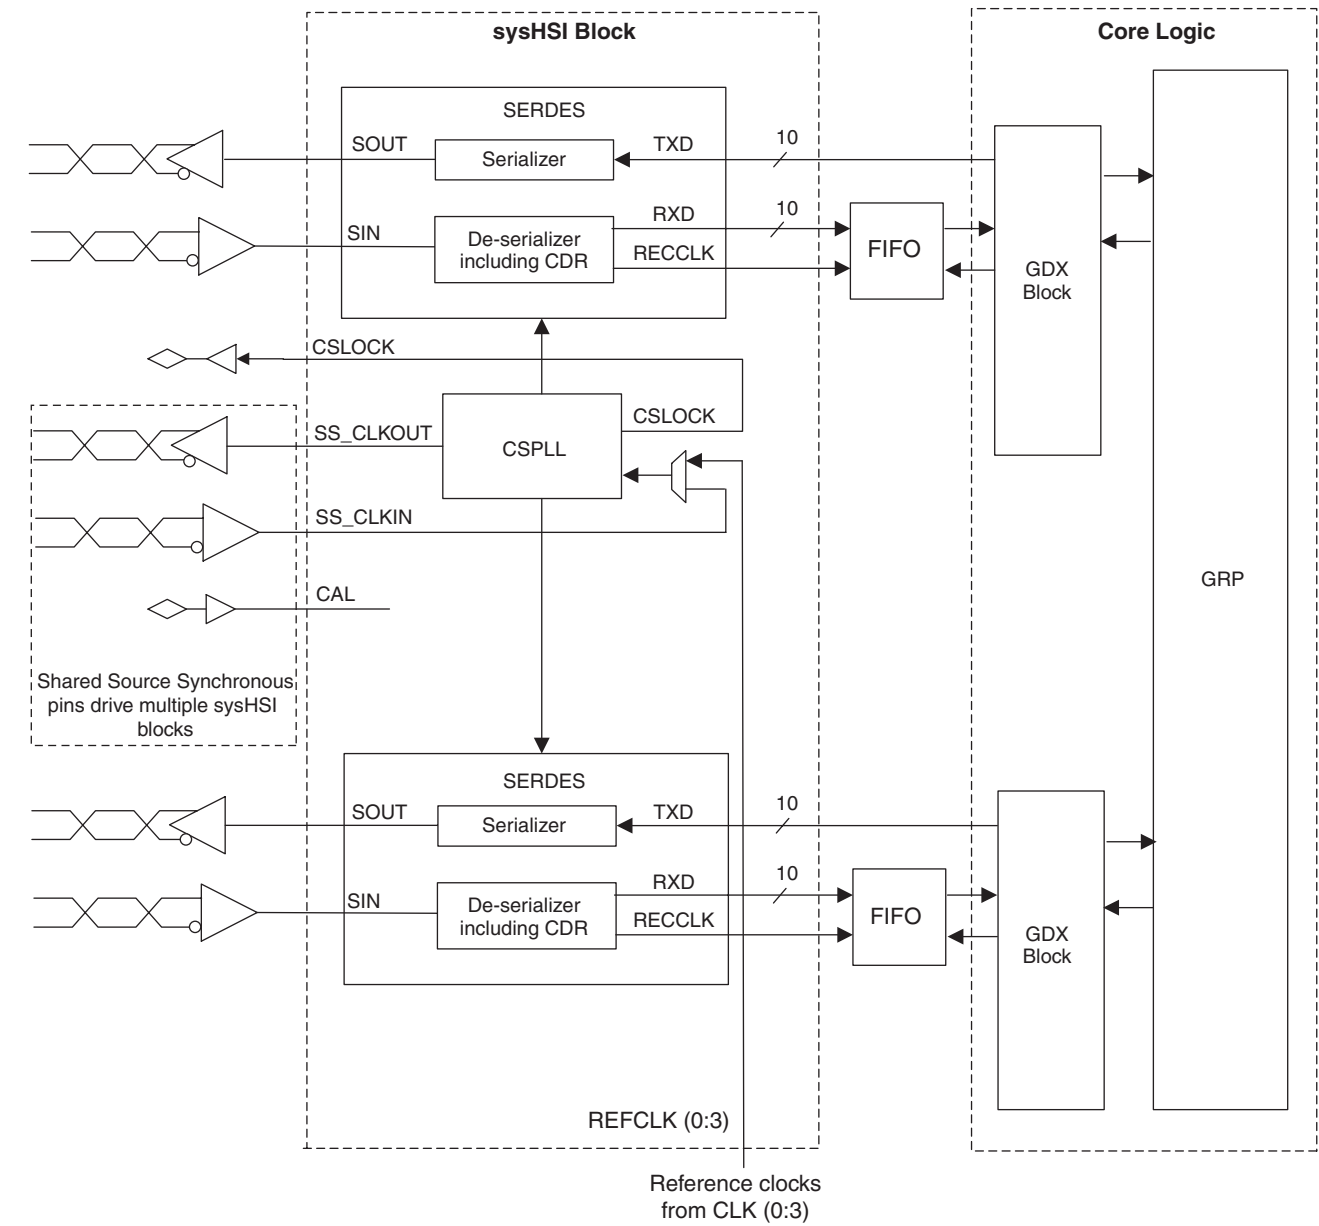 sysHSI Block
Core Logic
SERDES
SOUT
Serializer
TXD
10
SIN
De-serializer
including CDR
RXD
10
RECCLK
FIFO
GDX
Block
CSLOCK
CSLOCK
SS_CLKOUT
CSPLL
SS_CLKIN
CAL
GRP
Shared Source Synchronous
pins drive multiple sysHSI
blocks
SERDES
SOUT
Serializer
TXD
10
SIN
De-serializer
including CDR
RXD
10
RECCLK
FIFO
GDX
Block
REFCLK (0:3)
Reference clocks
from CLK (0:3)